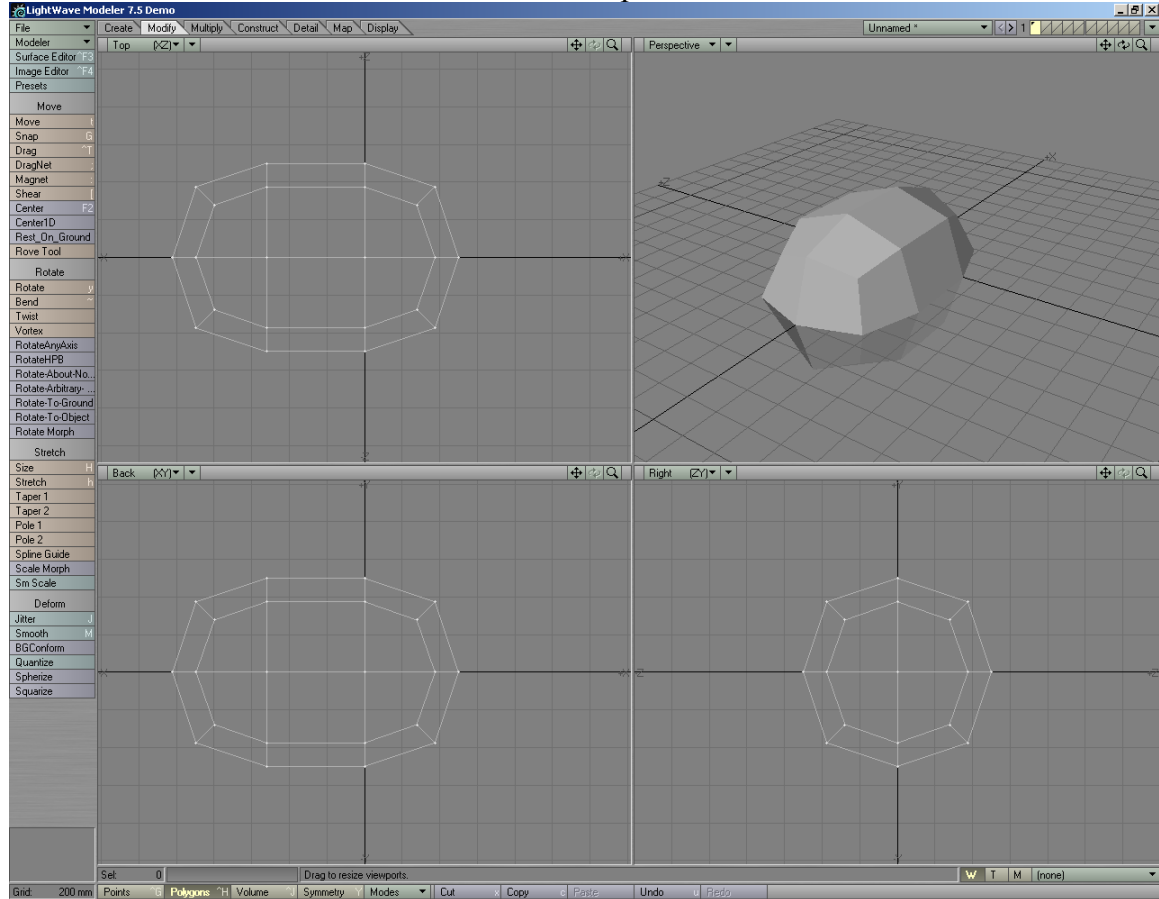 LightWave Modeler 7.5 Demo
File Create Modify Multiply Construct Detail Map Display Unnamed * 1
Modeler Top (XZ) Perspective
Surface Editor ^F3
Image Editor ^F4
Presets
Move
Move t
Snap G
Drag ^T
DragNet ;
Magnet :
Shear [
Center F2
Center1D
Rest_On_Ground
Rove Tool
Rotate
Rotate y
Bend ~
Twist
Vortex
RotateAnyAxis
RotateHPB
Rotate-About-No...
Rotate-Arbitrary- ...
Rotate-To-Ground
Rotate-To-Object
Rotate Morph
Stretch
Size H Back (XY) Right (ZY)
Stretch h
Taper 1
Taper 2
Pole 1
Pole 2
Spline Guide
Scale Morph
Sm Scale
Deform
Jitter J
Smooth M
BGConform
Quantize
Spherize
Squarize
Sel: 0 Drag to resize viewports. W T M (none)
Grid: 200 mm Points ^G Polygons ^H Volume ^J Symmetry Y Modes Cut x Copy c Paste Undo u Redo